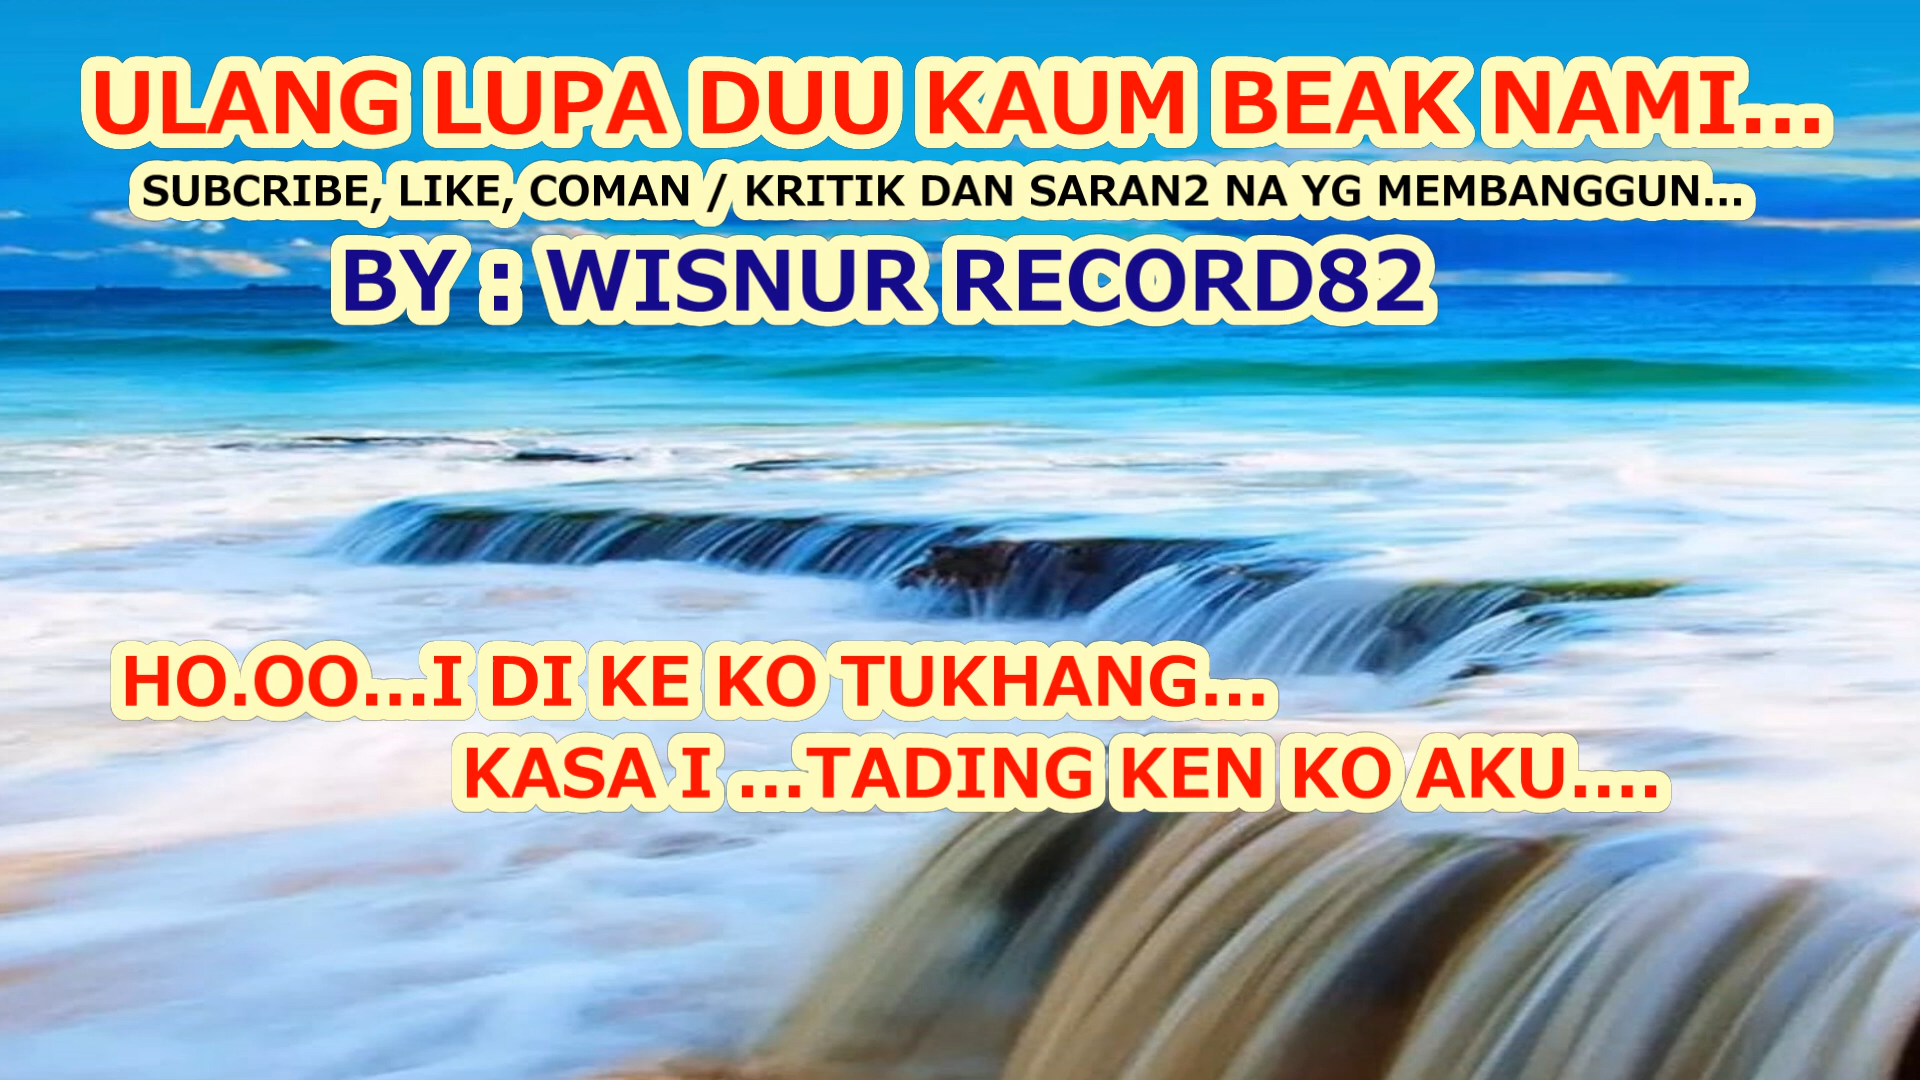 ULANG LUPA DUU KAUM BEAK NAMI...
SUBCRIBE, LIKE, COMAN / KRITIK DAN SARAN2 NA YG MEMBANGGUN...
BY : WISNUR RECORD82
HO.OO...I DI KE KO TUKHANG...
KASA I ...TADING KEN KO AKU....